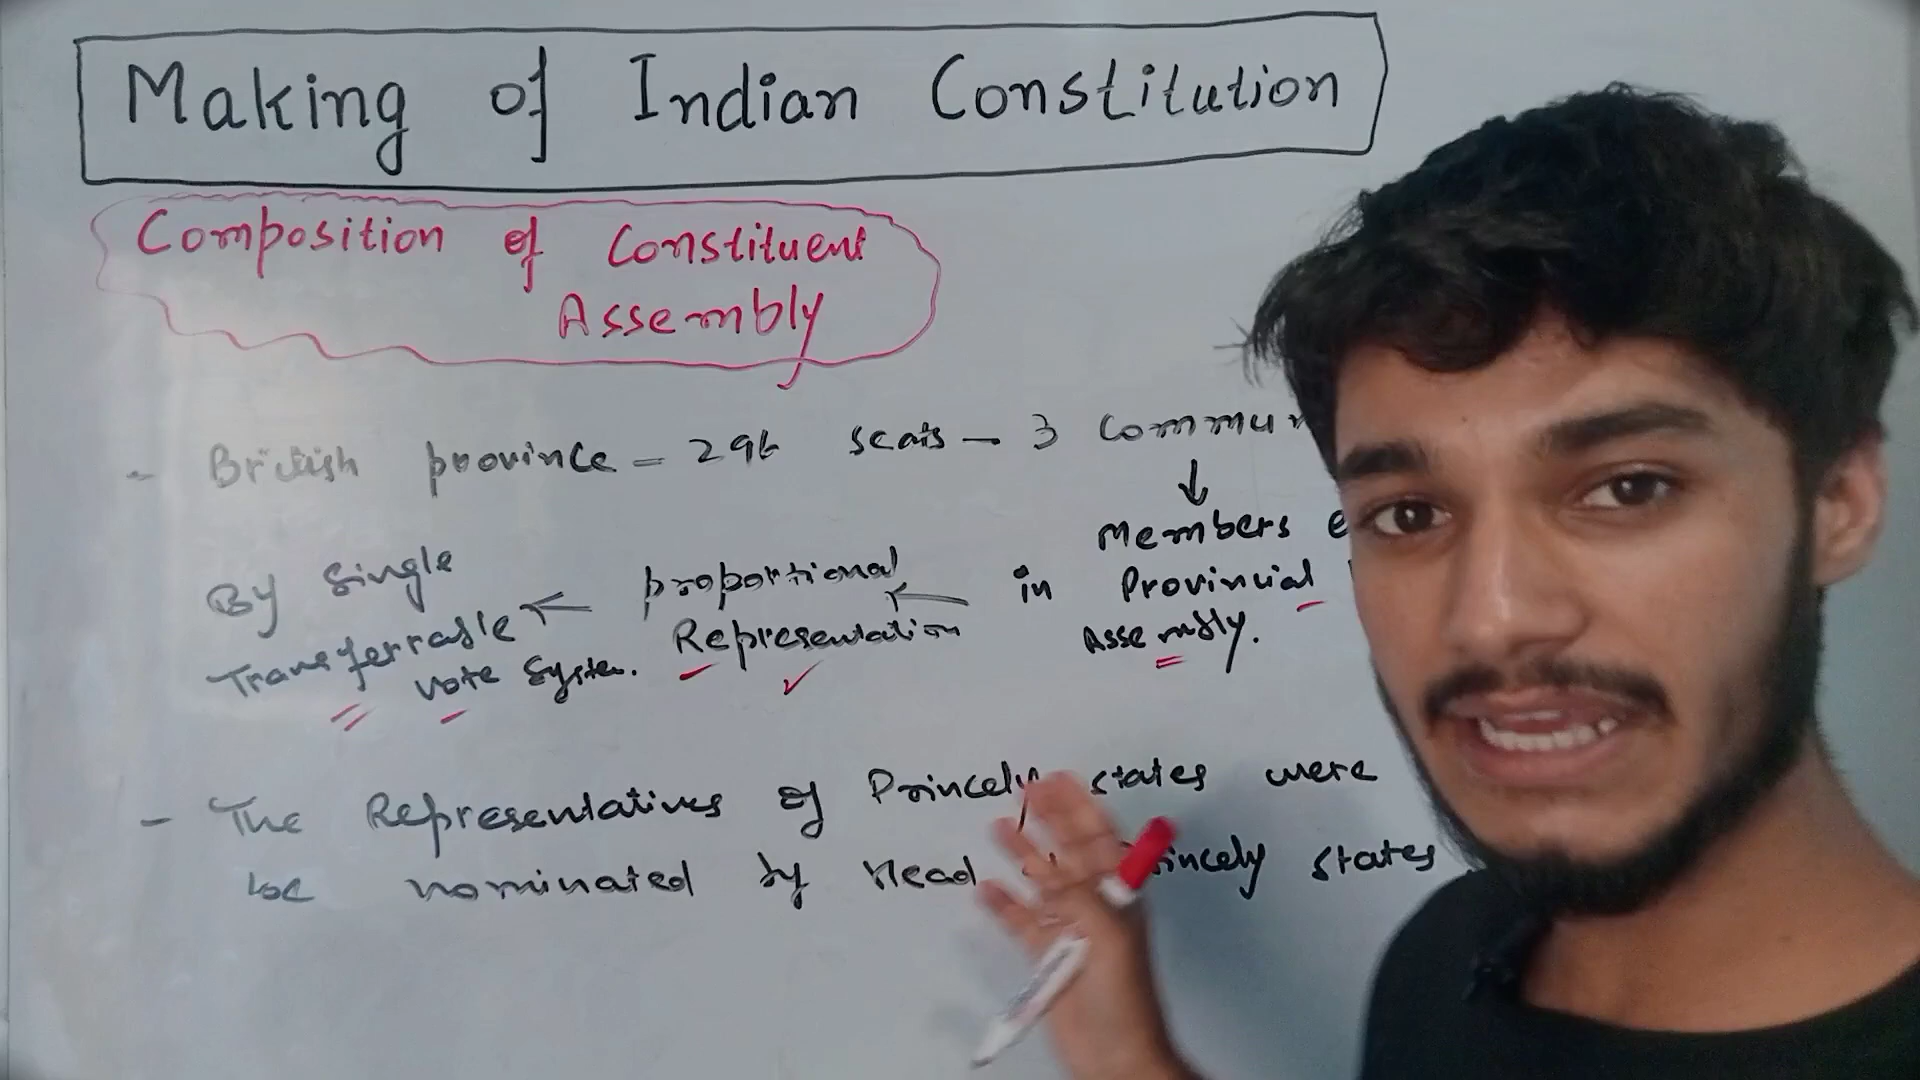 Making of Indian Constitution
Composition of Constituent
Assembly
- British province - 296 seats - 3 commun
↓
Members e
in Provincial
Assembly.
proportional
Representation
By Single
Transferrable
vote System.
- The Representatives of Princely states were
be nominated by Head Princely states